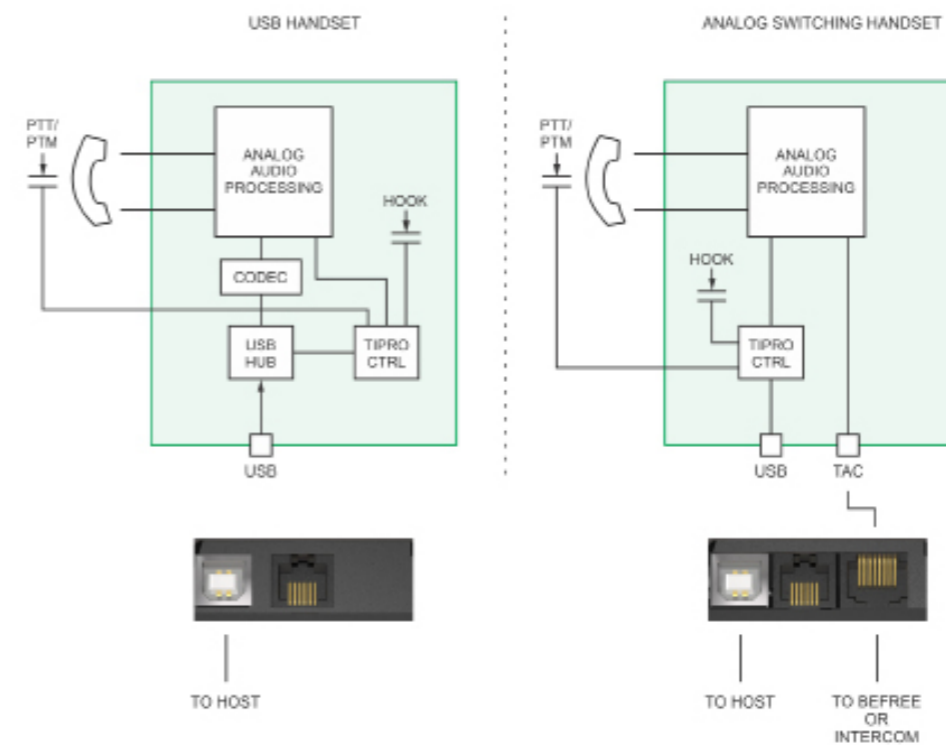 USB HANDSET
PTT/
PTM
ANALOG
AUDIO
PROCESSING
HOOK
CODEC
USB
HUB
TIPRO
CTRL
USB
TO HOST
ANALOG SWITCHING HANDSET
PTT/
PTM
ANALOG
AUDIO
PROCESSING
HOOK
TIPRO
CTRL
USB
TAC
TO HOST
TO BEFREE
OR
INTERCOM